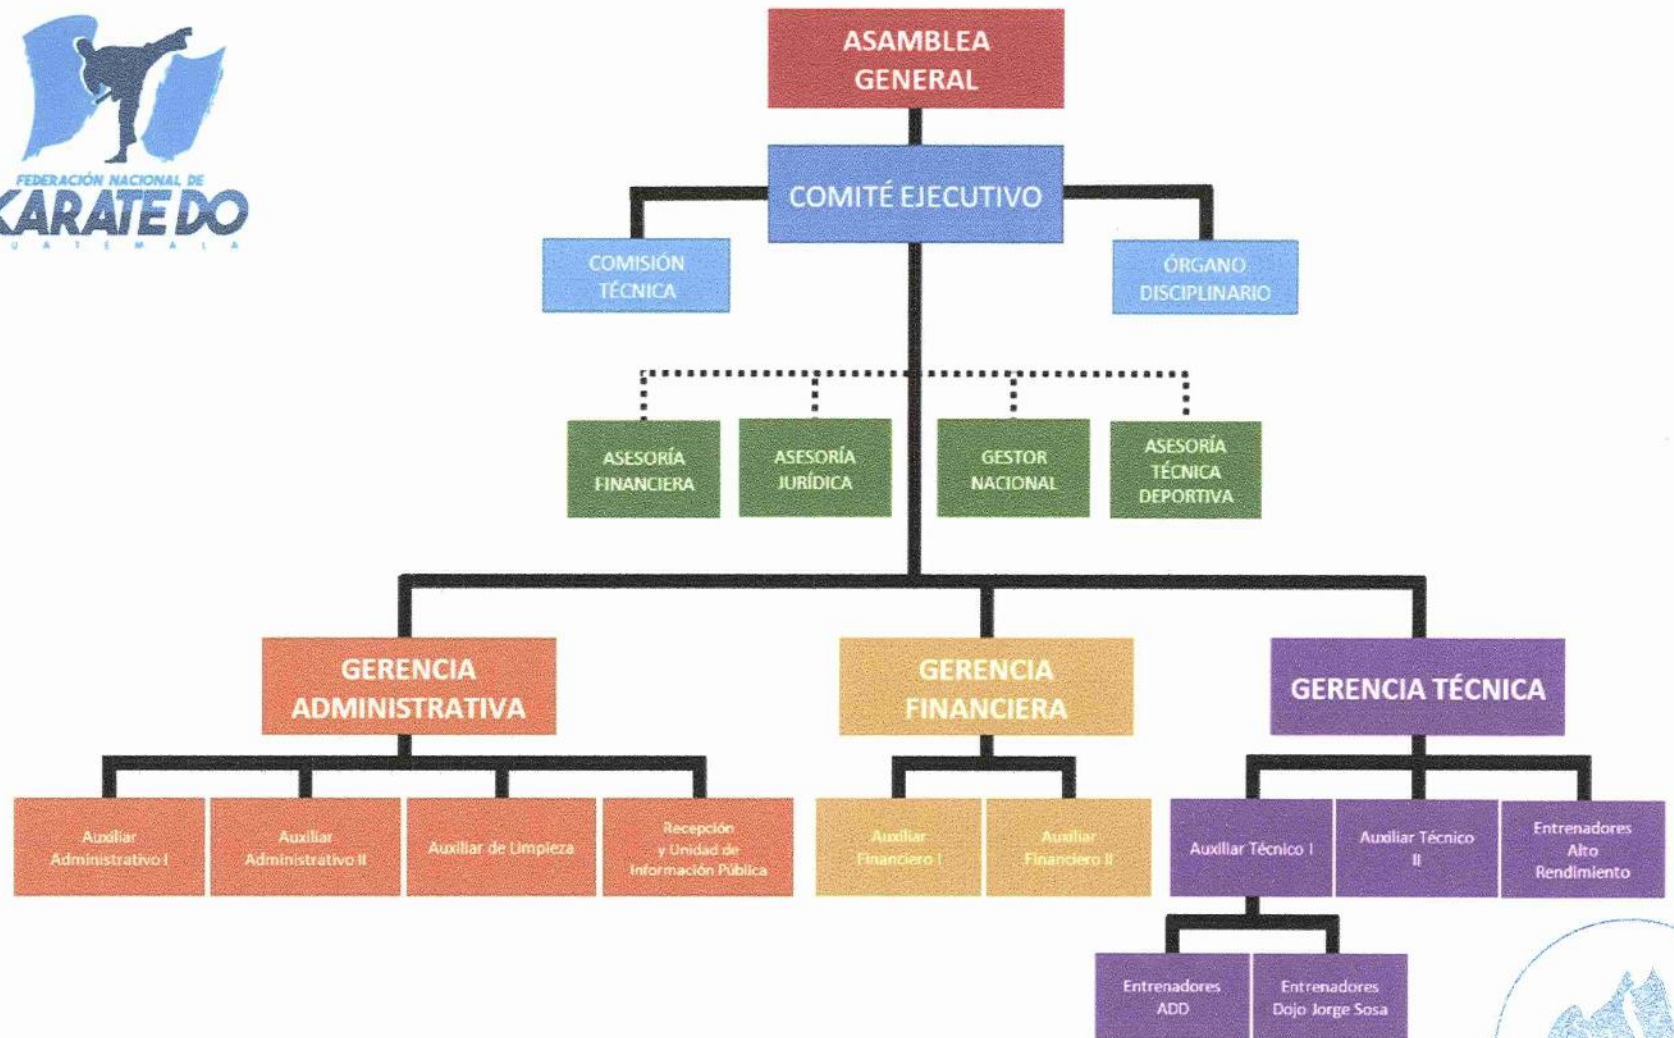 FEDERACIÓN NACIONAL DE
KARATE DO
UATEMALA
ASAMBLEA
GENERAL
COMITÉ EJECUTIVO
COMISIÓN
TÉCNICA
ÓRGANO
DISCIPLINARIO
ASESORÍA
FINANCIERA
ASESORÍA
JURÍDICA
GESTOR
NACIONAL
ASESORÍA
TÉCNICA
DEPORTIVA
GERENCIA
ADMINISTRATIVA
GERENCIA
FINANCIERA
GERENCIA TÉCNICA
Auxiliar
Administrativo I
Auxiliar
Administrativo II
Auxiliar de Limpieza
Recepción
y Unidad de
Información Pública
Auxiliar
Financiero I
Auxiliar
Financiero II
Auxiliar Técnico I
Auxiliar Técnico
II
Entrenadores
Alto
Rendimiento
Entrenadores
ADD
Entrenadores
Dojo Jorge Sosa